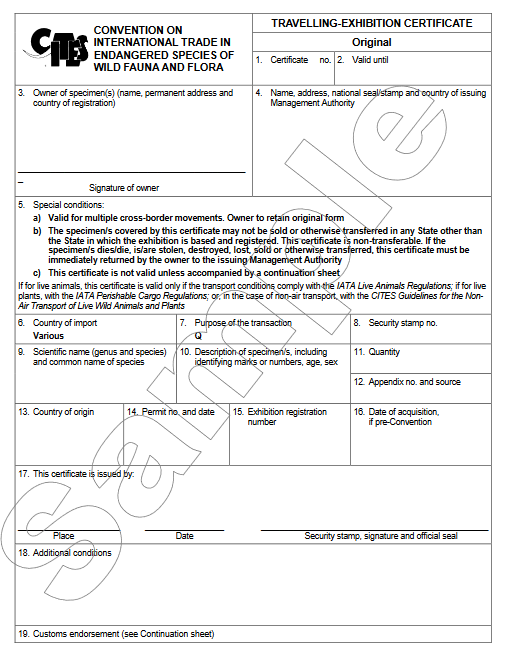 CITES
CONVENTION ON
INTERNATIONAL TRADE IN
ENDANGERED SPECIES OF
WILD FAUNA AND FLORA
TRAVELLING-EXHIBITION CERTIFICATE
Original
1. Certificate no.
2. Valid until
3. Owner of specimen(s) (name, permanent address and
country of registration)
Signature of owner
4. Name, address, national seal/stamp and country of issuing
Management Authority
5. Special conditions:
a) Valid for multiple cross-border movements. Owner to retain original form
b) The specimen/s covered by this certificate may not be sold or otherwise transferred in any State other than
the State in which the exhibition is based and registered. This certificate is non-transferable. If the
specimen/s dies/die, is/are stolen, destroyed, lost, sold or otherwise transferred, this certificate must be
immediately returned by the owner to the issuing Management Authority
c) This certificate is not valid unless accompanied by a continuation sheet
If for live animals, this certificate is valid only if the transport conditions comply with the IATA Live Animals Regulations; if for live
plants, with the IATA Perishable Cargo Regulations; or, in the case of non-air transport, with the CITES Guidelines for the Non-
Air Transport of Live Wild Animals and Plants
6. Country of import
Various
7. Purpose of the transaction
Q
8. Security stamp no.
9. Scientific name (genus and species)
and common name of species
10. Description of specimen/s, including
identifying marks or numbers, age, sex
11. Quantity
12. Appendix no. and source
13. Country of origin
14. Permit no. and date
15. Exhibition registration
number
16. Date of acquisition,
if pre-Convention
17. This certificate is issued by:
Place
Date
Security stamp, signature and official seal
18. Additional conditions
19. Customs endorsement (see Continuation sheet)
Sample